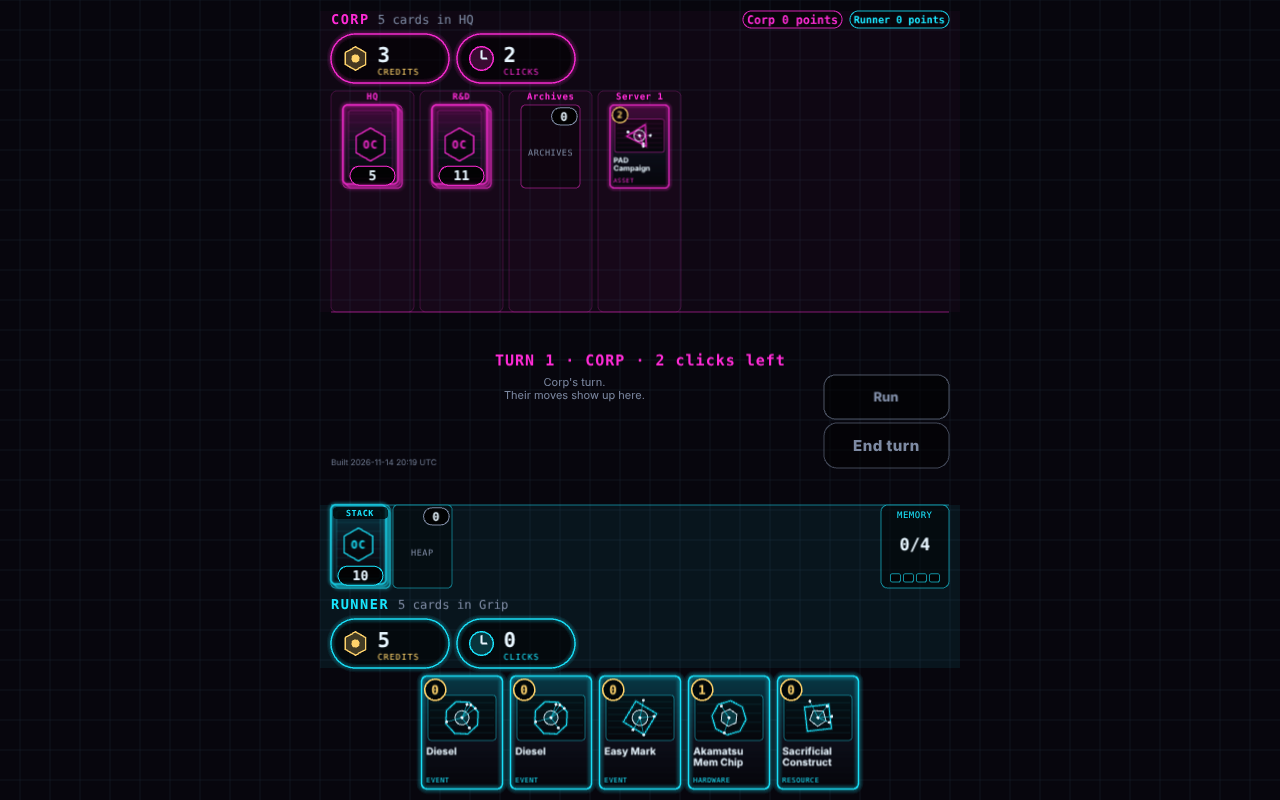 CORP 5 cards in HQ
Corp 0 points
Runner 0 points
3
CREDITS
2
CLICKS
HQ
R&D
Archives
Server 1
OC
5
OC
11
0
ARCHIVES
2
PAD
Campaign
ASSET
TURN 1 · CORP · 2 clicks left
Corp's turn.
Their moves show up here.
Run
End turn
Built 2026-11-14 20:19 UTC
STACK
OC
10
0
HEAP
MEMORY
0/4
RUNNER 5 cards in Grip
5
CREDITS
0
CLICKS
0
Diesel
EVENT
0
Diesel
EVENT
0
Easy Mark
EVENT
1
Akamatsu
Mem Chip
HARDWARE
0
Sacrificial
Construct
RESOURCE